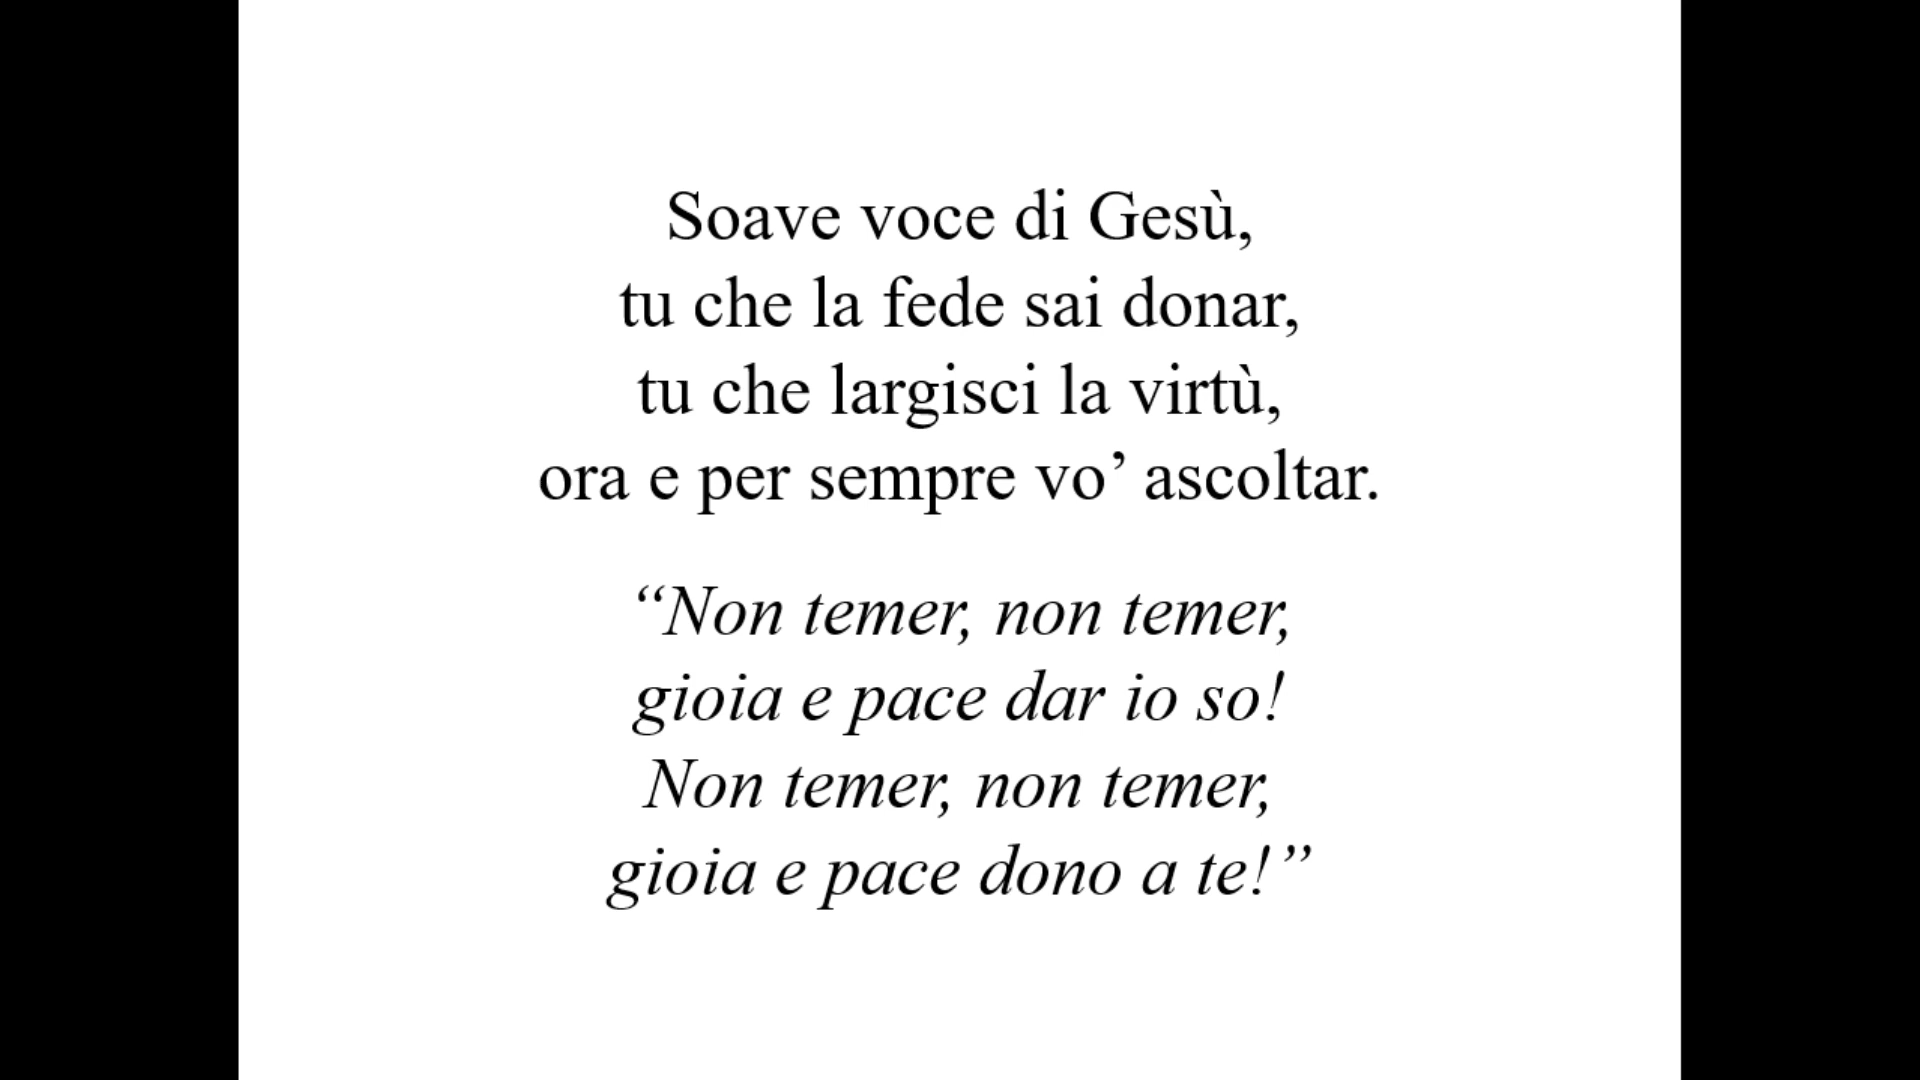 Soave voce di Gesù,
tu che la fede sai donar,
tu che largisci la virtù,
ora e per sempre vo’ ascoltar.
“Non temer, non temer,
gioia e pace dar io so!
Non temer, non temer,
gioia e pace dono a te!”